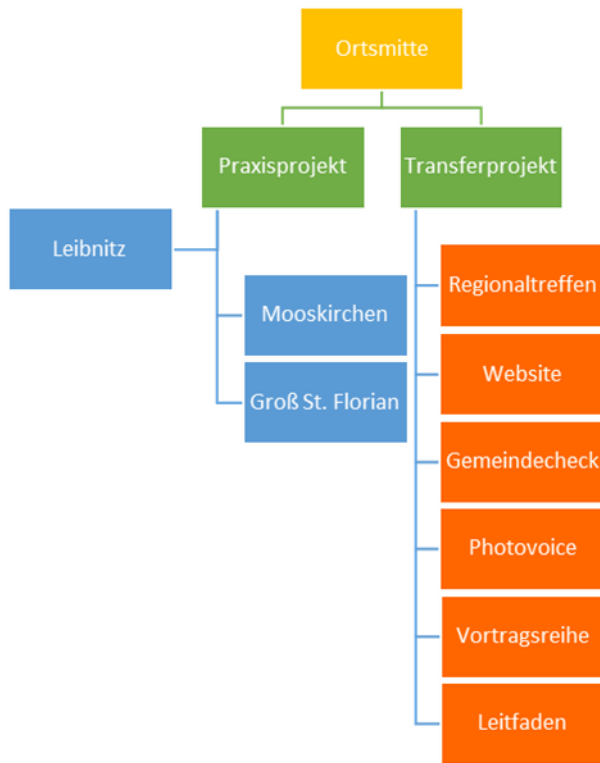 Ortsmitte
Praxisprojekt
Transferprojekt
Leibnitz
Mooskirchen
Groß St. Florian
Regionaltreffen
Website
Gemeindecheck
Photovoice
Vortragsreihe
Leitfaden